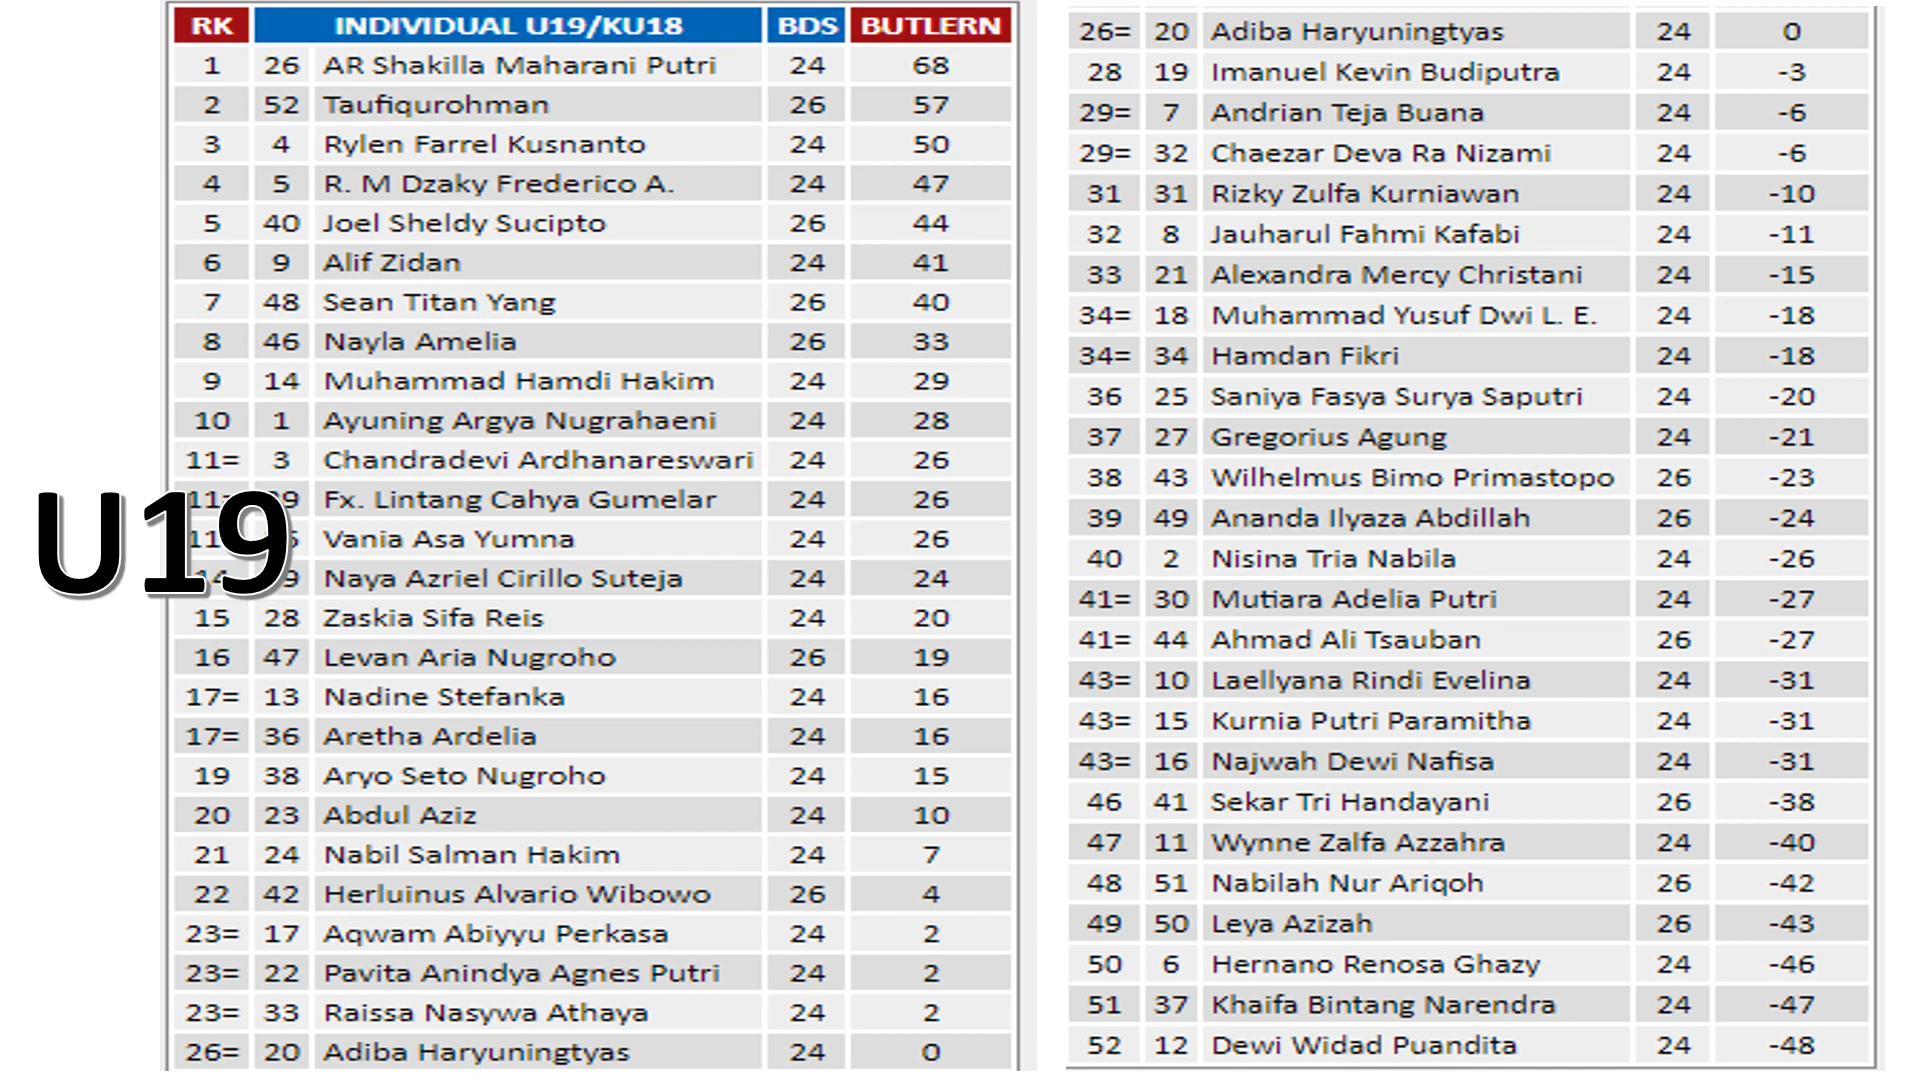 RK INDIVIDUAL U19/KU18 BDS BUTLERN
1 26 AR Shakilla Maharani Putri 24 68
2 52 Taufiqurohman 26 57
3 4 Rylen Farrel Kusnanto 24 50
4 5 R. M Dzaky Frederico A. 24 47
5 40 Joel Sheldy Sucipto 26 44
6 9 Alif Zidan 24 41
7 48 Sean Titan Yang 26 40
8 46 Nayla Amelia 26 33
9 14 Muhammad Hamdi Hakim 24 29
10 1 Ayuning Argya Nugrahaeni 24 28
11= 3 Chandradevi Ardhanareswari 24 26
11= Fx. Lintang Cahya Gumelar 24 26
Vania Asa Yumna 24 26
14 Naya Azriel Cirillo Suteja 24 24
U19
15 28 Zaskia Sifa Reis 24 20
16 47 Levan Aria Nugroho 26 19
17= 13 Nadine Stefanka 24 16
17= 36 Aretha Ardelia 24 16
19 38 Aryo Seto Nugroho 24 15
20 23 Abdul Aziz 24 10
21 24 Nabil Salman Hakim 24 7
22 42 Herluinus Alvario Wibowo 26 4
23= 17 Aqwam Abiyyu Perkasa 24 2
23= 22 Pavita Anindya Agnes Putri 24 2
23= 33 Raissa Nasywa Athaya 24 2
26= 20 Adiba Haryuningtyas 24 0
26= 20 Adiba Haryuningtyas 24 0
28 19 Imanuel Kevin Budiputra 24 -3
29= 7 Andrian Teja Buana 24 -6
29= 32 Chaezar Deva Ra Nizami 24 -6
31 31 Rizky Zulfa Kurniawan 24 -10
32 8 Jauharul Fahmi Kafabi 24 -11
33 21 Alexandra Mercy Christani 24 -15
34= 18 Muhammad Yusuf Dwi L. E. 24 -18
34= 34 Hamdan Fikri 24 -18
36 25 Saniya Fasya Surya Saputri 24 -20
37 27 Gregorius Agung 24 -21
38 43 Wilhelmus Bimo Primastopo 26 -23
39 49 Ananda Ilyaza Abdillah 26 -24
40 2 Nisina Tria Nabila 24 -26
41= 30 Mutiara Adelia Putri 24 -27
41= 44 Ahmad Ali Tsauban 26 -27
43= 10 Laellyana Rindi Evelina 24 -31
43= 15 Kurnia Putri Paramitha 24 -31
43= 16 Najwah Dewi Nafisa 24 -31
46 41 Sekar Tri Handayani 26 -38
47 11 Wynne Zalfa Azzahra 24 -40
48 51 Nabilah Nur Ariqoh 26 -42
49 50 Leya Azizah 26 -43
50 6 Hernano Renosa Ghazy 24 -46
51 37 Khaifa Bintang Narendra 24 -47
52 12 Dewi Widad Puandita 24 -48